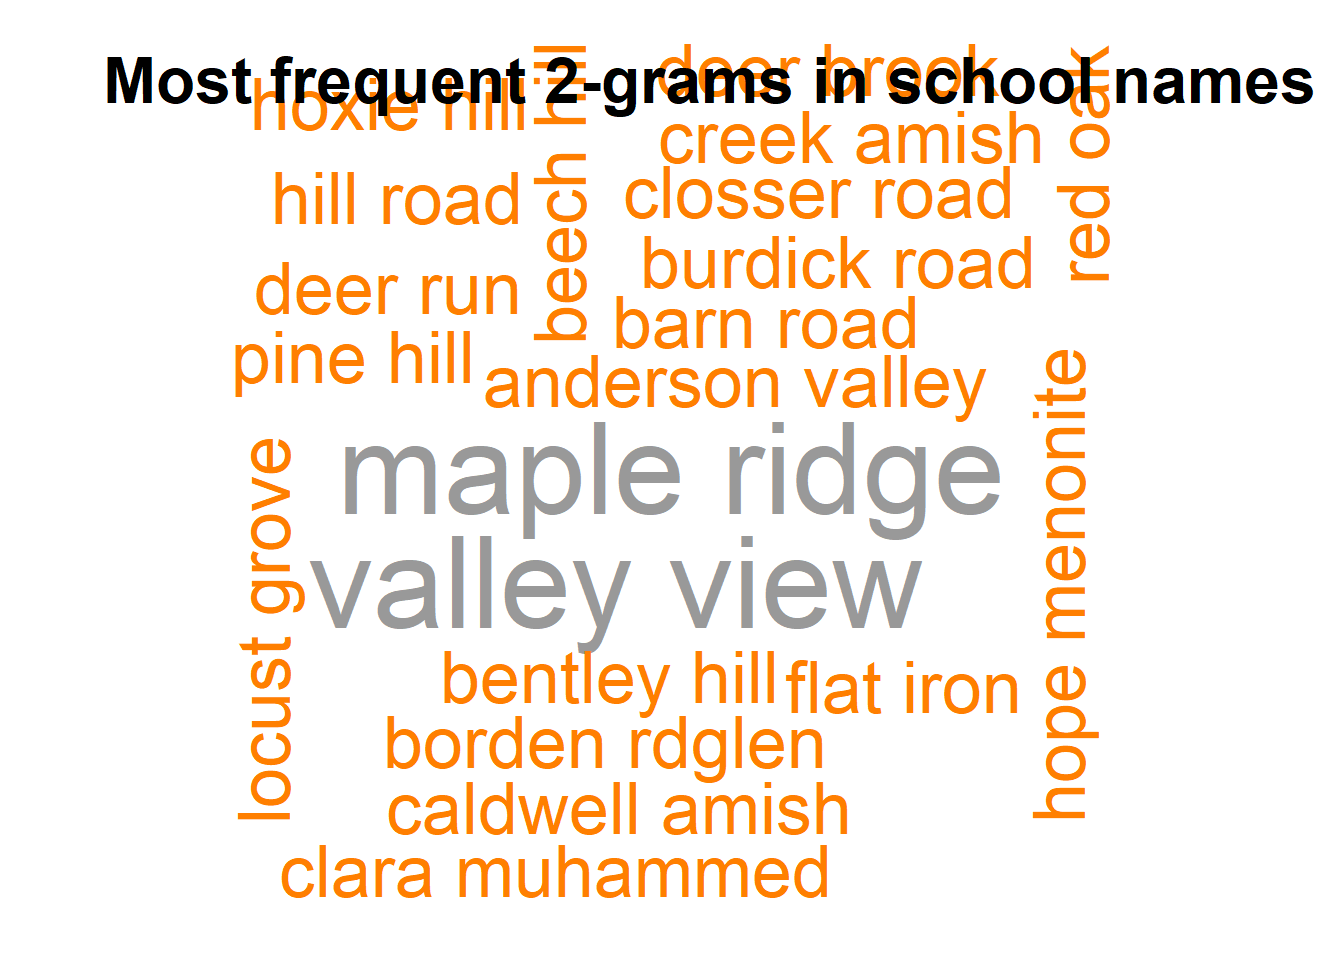 Most frequent 2-grams in school names
hoxie hill
beech hill
deer brook
red oak
creek amish
hill road
closser road
deer run
burdick road
barn road
pine hill
anderson valley
maple ridge
locust grove
hope menonite
valley view
bentley hill
flat iron
borden rdglen
caldwell amish
clara muhammed